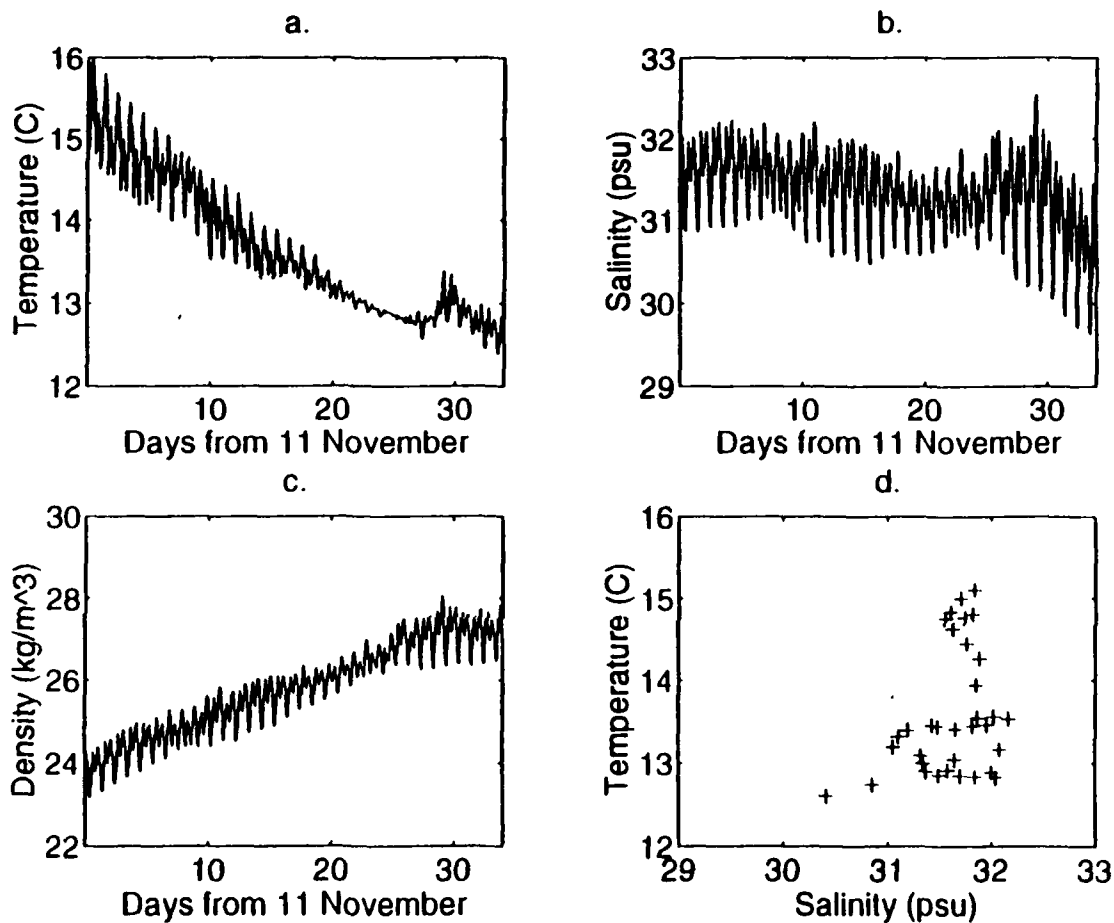 a.
16
15
14
13
12
Temperature (C)
10 20 30
Days from 11 November
b.
33
32
31
30
29
Salinity (psu)
10 20 30
Days from 11 November
c.
30
28
26
24
22
Density (kg/m^3)
10 20 30
Days from 11 November
d.
16
15
14
13
12
Temperature (C)
29 30 31 32 33
Salinity (psu)